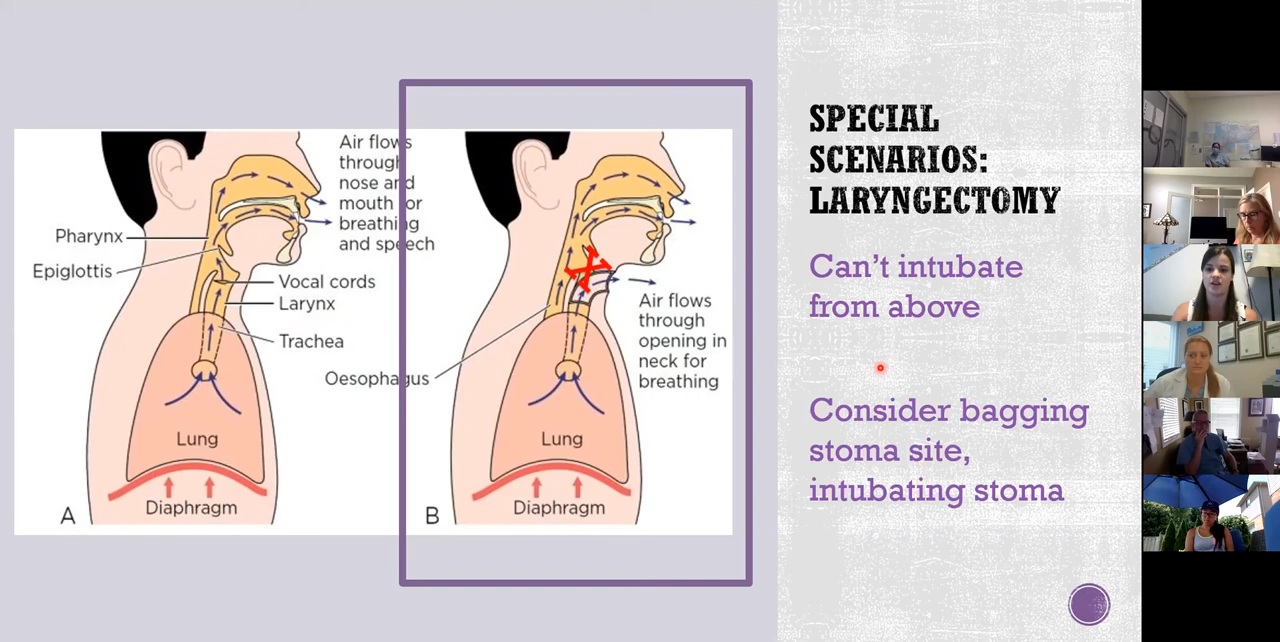 Air flows
through
nose and
mouth for
breathing
and speech
Pharynx
Epiglottis
Vocal cords
Larynx
Trachea
Oesophagus
Lung
Diaphragm
A
Air flows
through
opening in
neck for
breathing
Lung
Diaphragm
B
SPECIAL
SCENARIOS:
LARYNGECTOMY
Can't intubate
from above
Consider bagging
stoma site,
intubating stoma